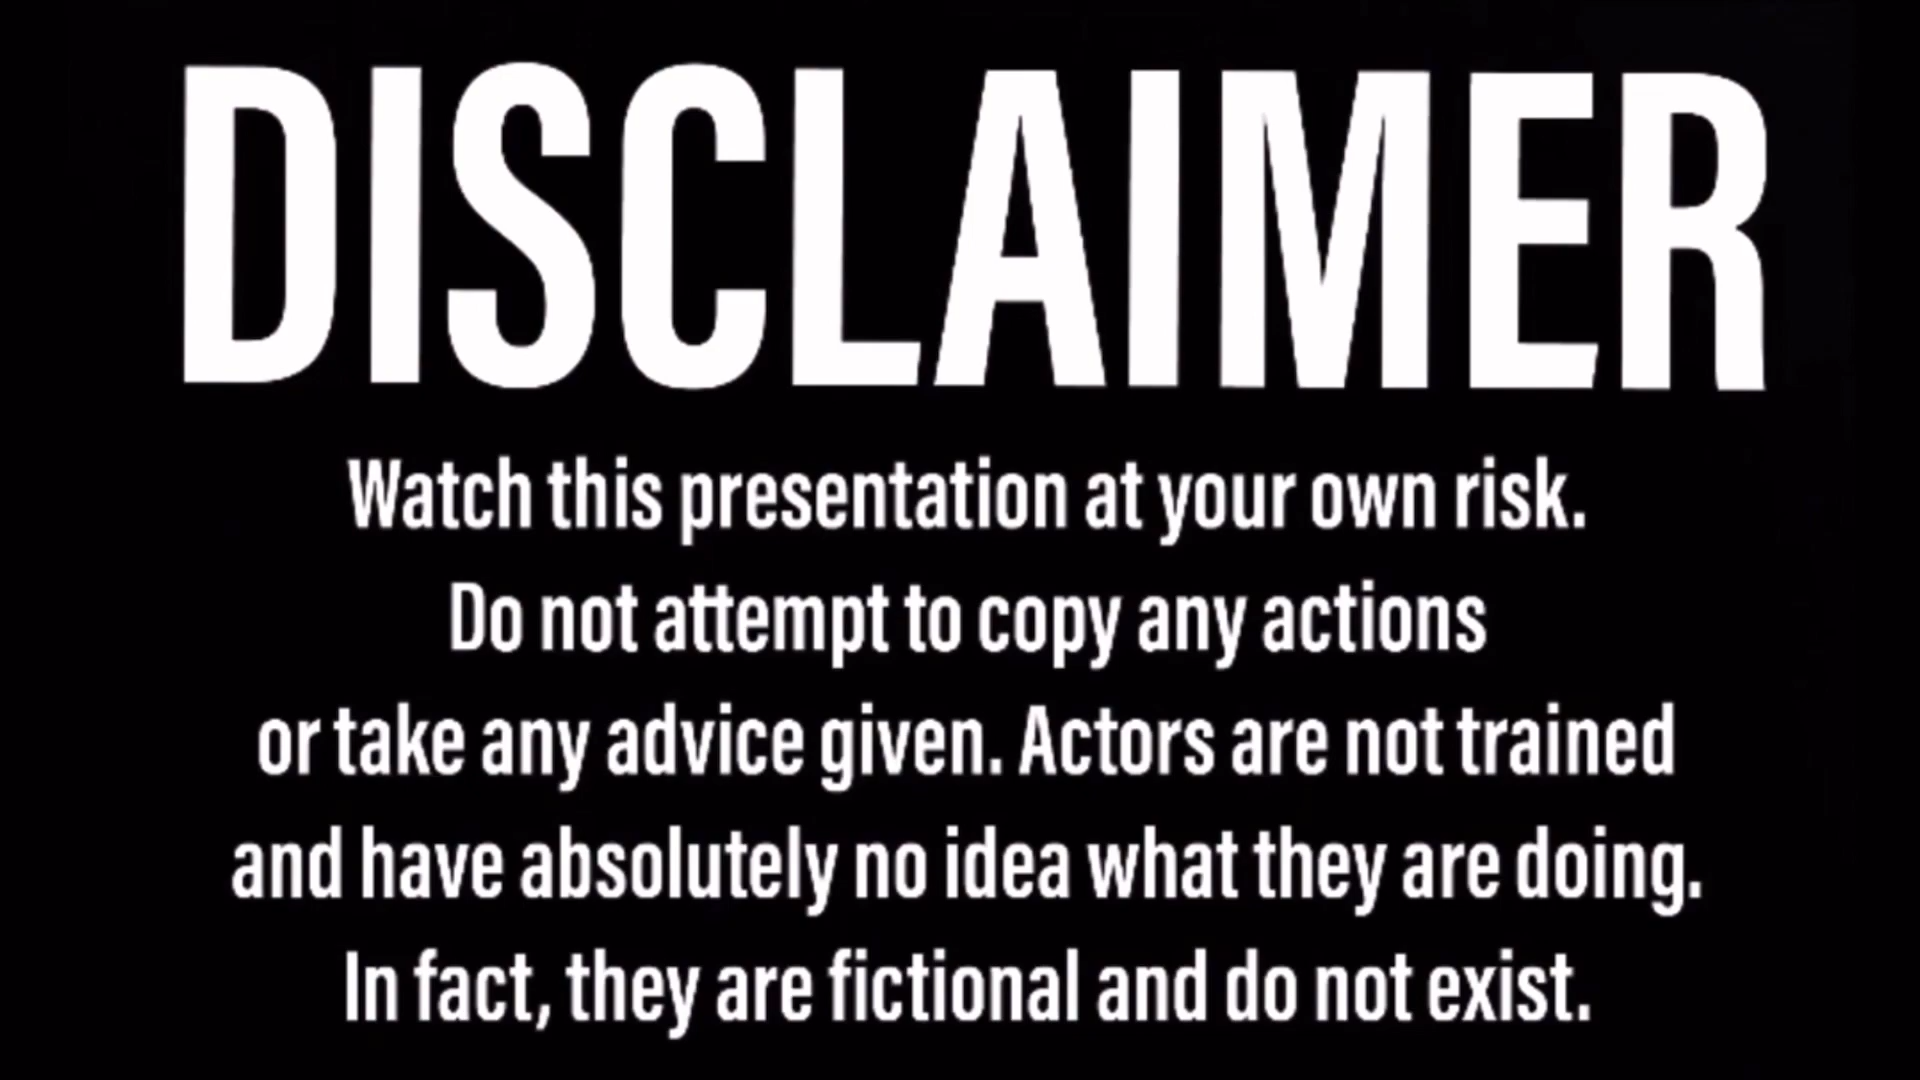 DISCLAIMER
Watch this presentation at your own risk.
Do not attempt to copy any actions
or take any advice given. Actors are not trained
and have absolutely no idea what they are doing.
In fact, they are fictional and do not exist.